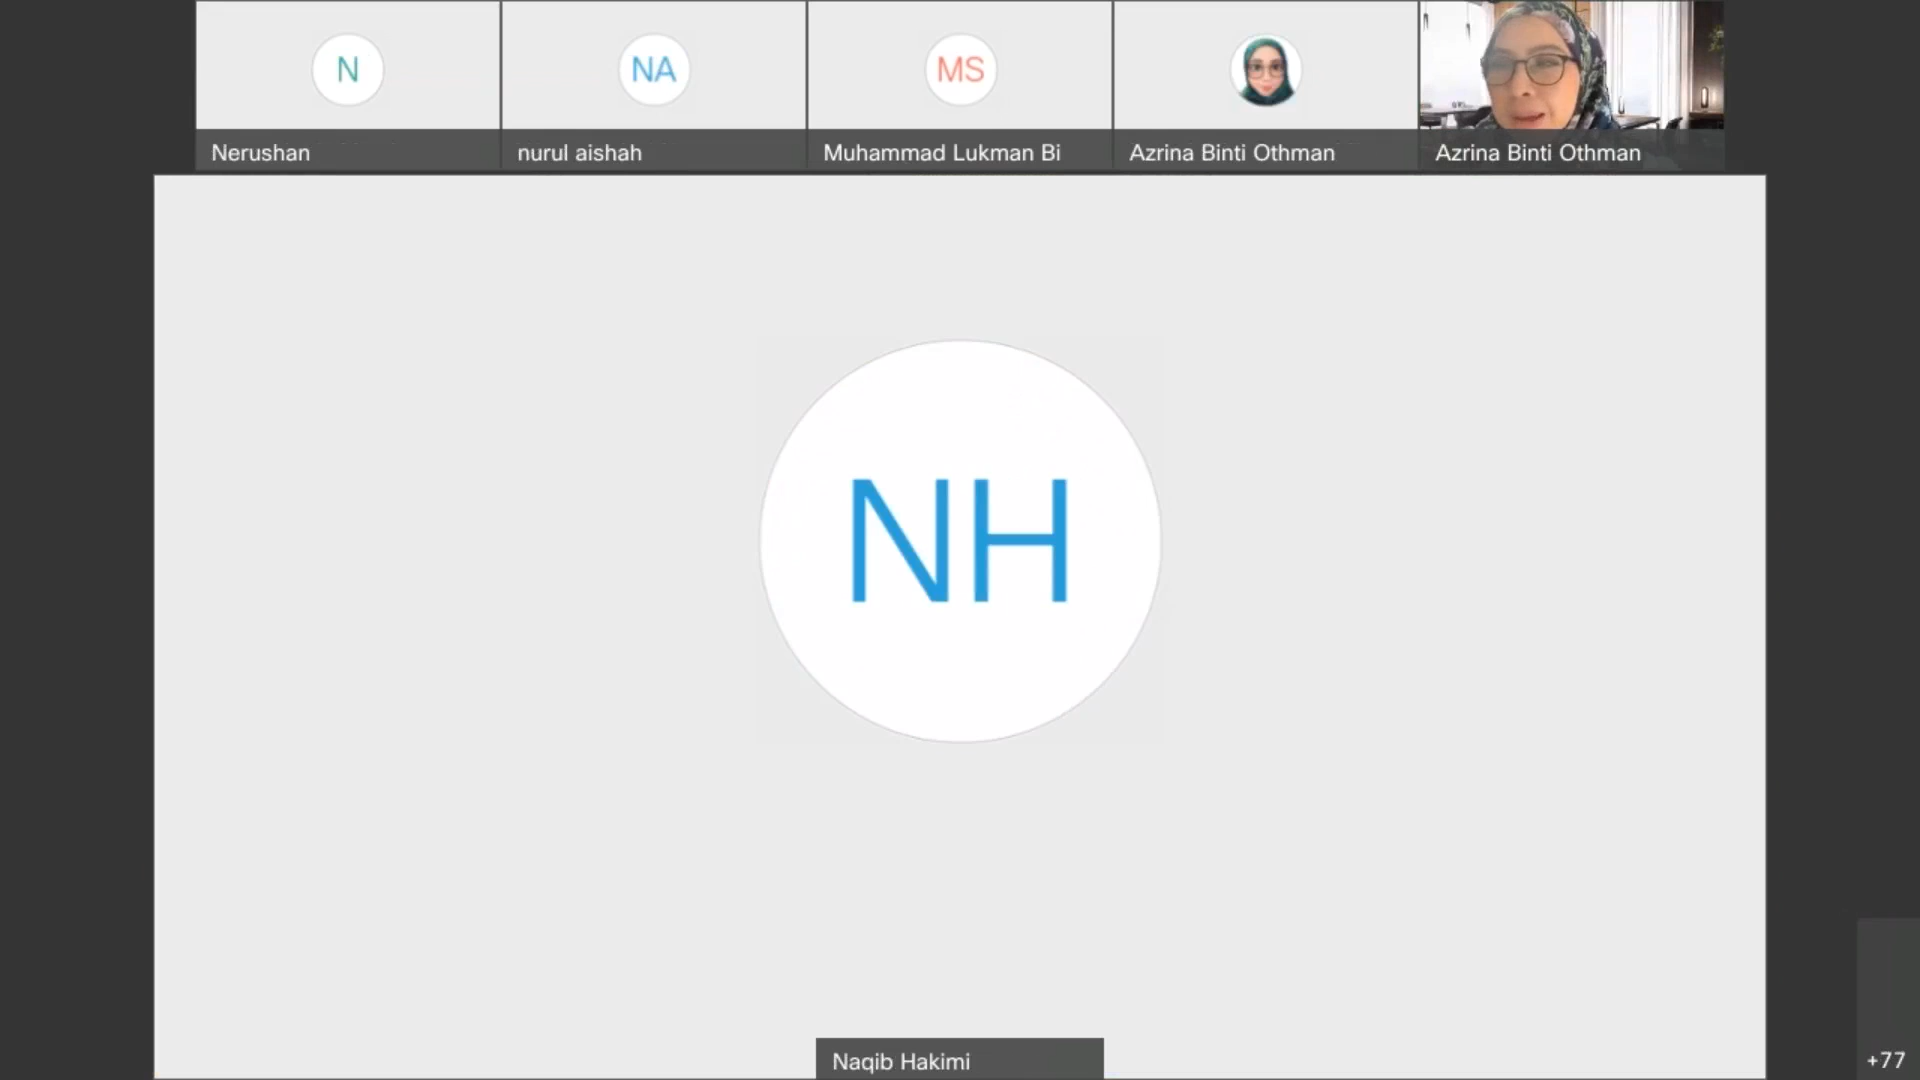 N
NA
MS
Nerushan
nurul aishah
Muhammad Lukman Bi
Azrina Binti Othman
Azrina Binti Othman
NH
Naqib Hakimi
+77